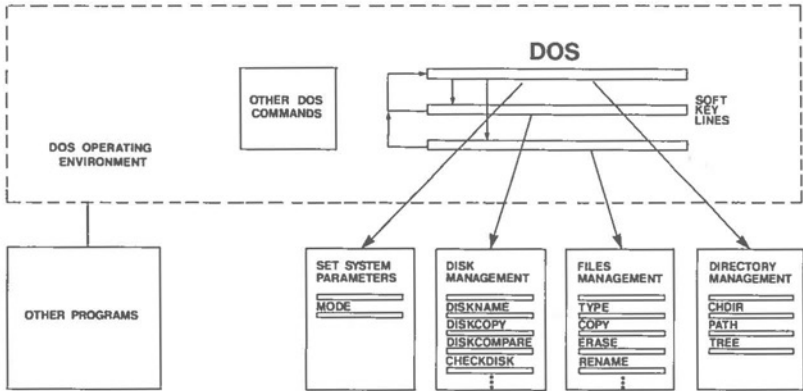 DOS
OTHER DOS
COMMANDS
SOFT
KEY
LINES
DOS OPERATING
ENVIRONMENT
OTHER PROGRAMS
SET SYSTEM
PARAMETERS
MODE
DISK
MANAGEMENT
DISKNAME
DISKCOPY
DISKCOMPARE
CHECKDISK
FILES
MANAGEMENT
TYPE
COPY
ERASE
RENAME
DIRECTORY
MANAGEMENT
CHDIR
PATH
TREE